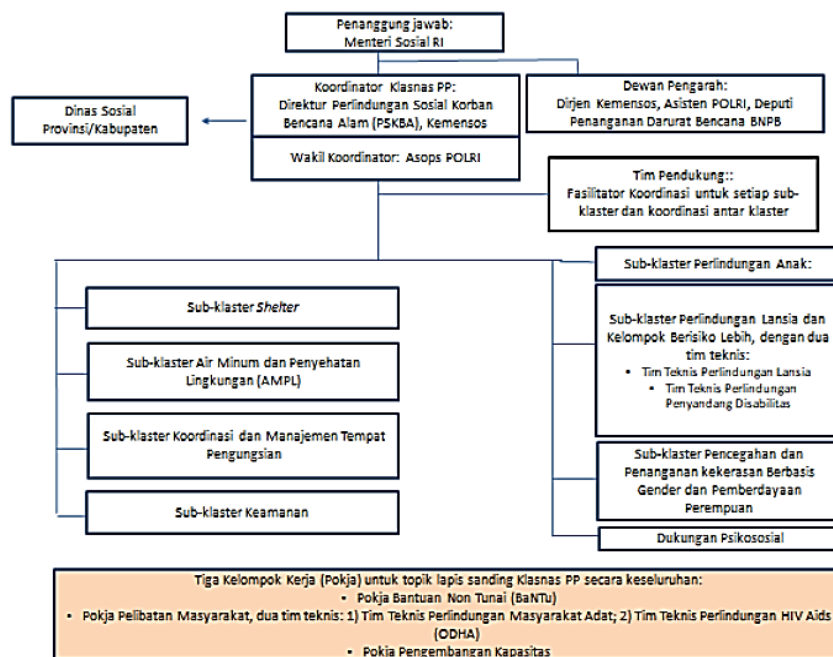 Penanggung jawab:
Menteri Sosial RI
Koordinator Klasnas PP:
Direktur Perlindungan Sosial Korban
Bencana Alam (PSKBA), Kemensos
Dewan Pengarah:
Dirjen Kemensos, Asisten POLRI, Deputi
Penanganan Darurat Bencana BNPB
Dinas Sosial
Provinsi/Kabupaten
Wakil Koordinator: Asops POLRI
Tim Pendukung::
Fasilitator Koordinasi untuk setiap sub-
klaster dan koordinasi antar klaster
Sub-klaster Shelter
Sub-klaster Air Minum dan Penyehatan
Lingkungan (AMPL)
Sub-klaster Koordinasi dan Manajemen Tempat
Pengungsian
Sub-klaster Keamanan
Sub-klaster Perlindungan Anak:
Sub-klaster Perlindungan Lansia dan
Kelompok Berisiko Lebih, dengan dua
tim teknis:
• Tim Teknis Perlindungan Lansia
• Tim Teknis Perlindungan
Penyandang Disabilitas
Sub-klaster Pencegahan dan
Penanganan kekerasan Berbasis
Gender dan Pemberdayaan
Perempuan
Dukungan Psikososial
Tiga Kelompok Kerja (Pokja) untuk topik lapis sanding Klasnas PP secara keseluruhan:
• Pokja Bantuan Non Tunai (BaNTu)
• Pokja Pelibatan Masyarakat, dua tim teknis: 1) Tim Teknis Perlindungan Masyarakat Adat; 2) Tim Teknis Perlindungan HIV Aids
(ODHA)
• Pokja Pengembangan Kapasitas